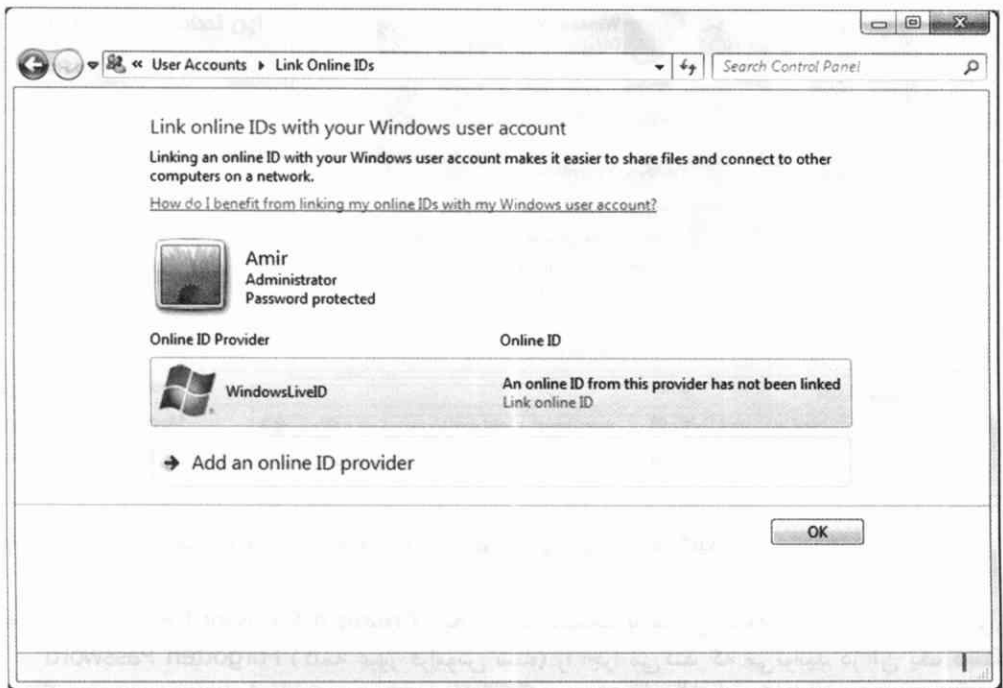 « User Accounts ▸ Link Online IDs
Search Control Panel
Link online IDs with your Windows user account
Linking an online ID with your Windows user account makes it easier to share files and connect to other
computers on a network.
How do I benefit from linking my online IDs with my Windows user account?
Amir
Administrator
Password protected
Online ID Provider Online ID
WindowsLiveID
An online ID from this provider has not been linked
Link online ID
Add an online ID provider
OK